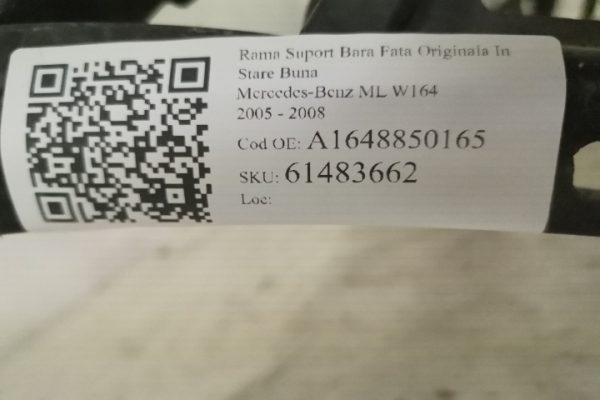 Rama Suport Bara Fata Originala In
Stare Buna
Mercedes-Benz ML W164
2005 - 2008
Cod OE: A1648850165
SKU: 61483662
Loc: